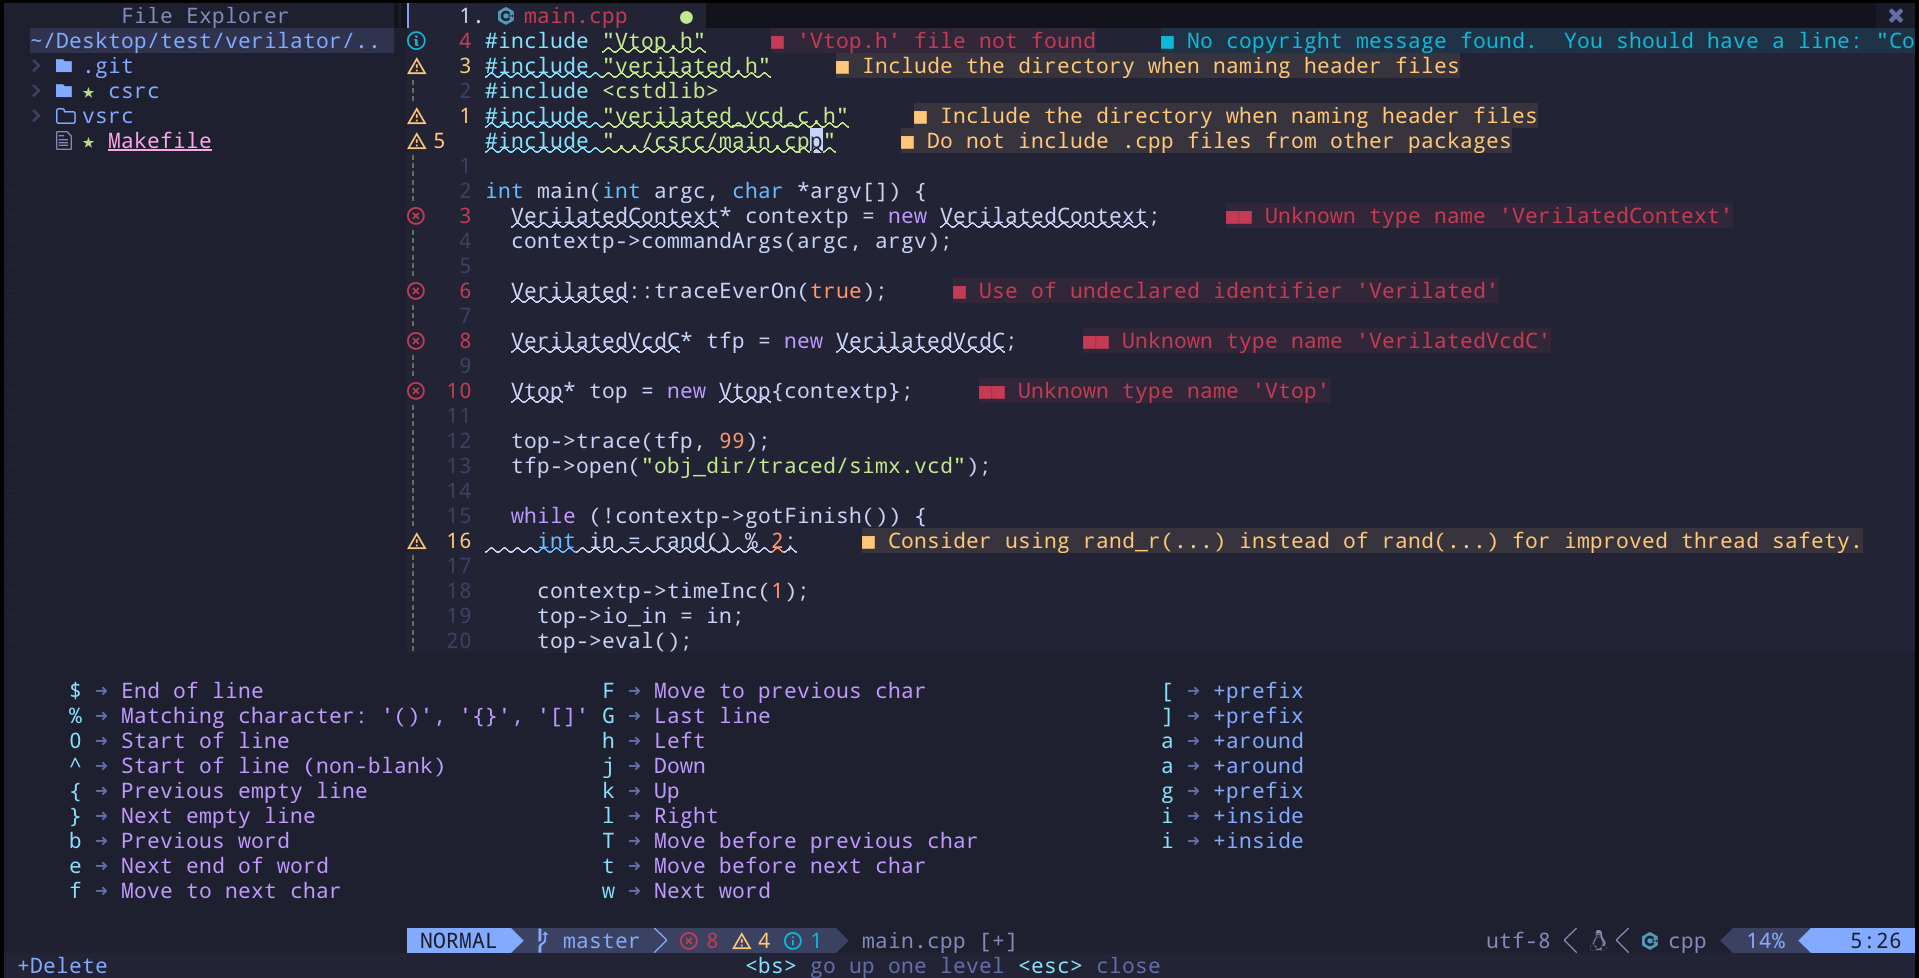 File Explorer
1. main.cpp
~/Desktop/test/verilator/..
4 #include "Vtop.h" 'Vtop.h' file not found No copyright message found.  You should have a line: "Co
.git
3 #include "verilated.h" Include the directory when naming header files
csrc
2 #include <cstdlib>
vsrc
1 #include "verilated_vcd_c.h" Include the directory when naming header files
Makefile
5 #include "../csrc/main.cpp" Do not include .cpp files from other packages
1
2 int main(int argc, char *argv[]) {
3 VerilatedContext* contextp = new VerilatedContext; Unknown type name 'VerilatedContext'
4 contextp->commandArgs(argc, argv);
5
6 Verilated::traceEverOn(true); Use of undeclared identifier 'Verilated'
7
8 VerilatedVcdC* tfp = new VerilatedVcdC; Unknown type name 'VerilatedVcdC'
9
10 Vtop* top = new Vtop{contextp}; Unknown type name 'Vtop'
11
12 top->trace(tfp, 99);
13 tfp->open("obj_dir/traced/simx.vcd");
14
15 while (!contextp->gotFinish()) {
16 int in = rand() % 2; Consider using rand_r(...) instead of rand(...) for improved thread safety.
17
18 contextp->timeInc(1);
19 top->io_in = in;
20 top->eval();
$ → End of line F → Move to previous char [ → +prefix
% → Matching character: '()', '{}', '[]' G → Last line ] → +prefix
0 → Start of line h → Left a → +around
^ → Start of line (non-blank) j → Down a → +around
{ → Previous empty line k → Up g → +prefix
} → Next empty line l → Right i → +inside
b → Previous word T → Move before previous char i → +inside
e → Next end of word t → Move before next char
f → Move to next char w → Next word
NORMAL master 8 4 1 main.cpp [+] utf-8 cpp 14% 5:26
+Delete <bs> go up one level <esc> close